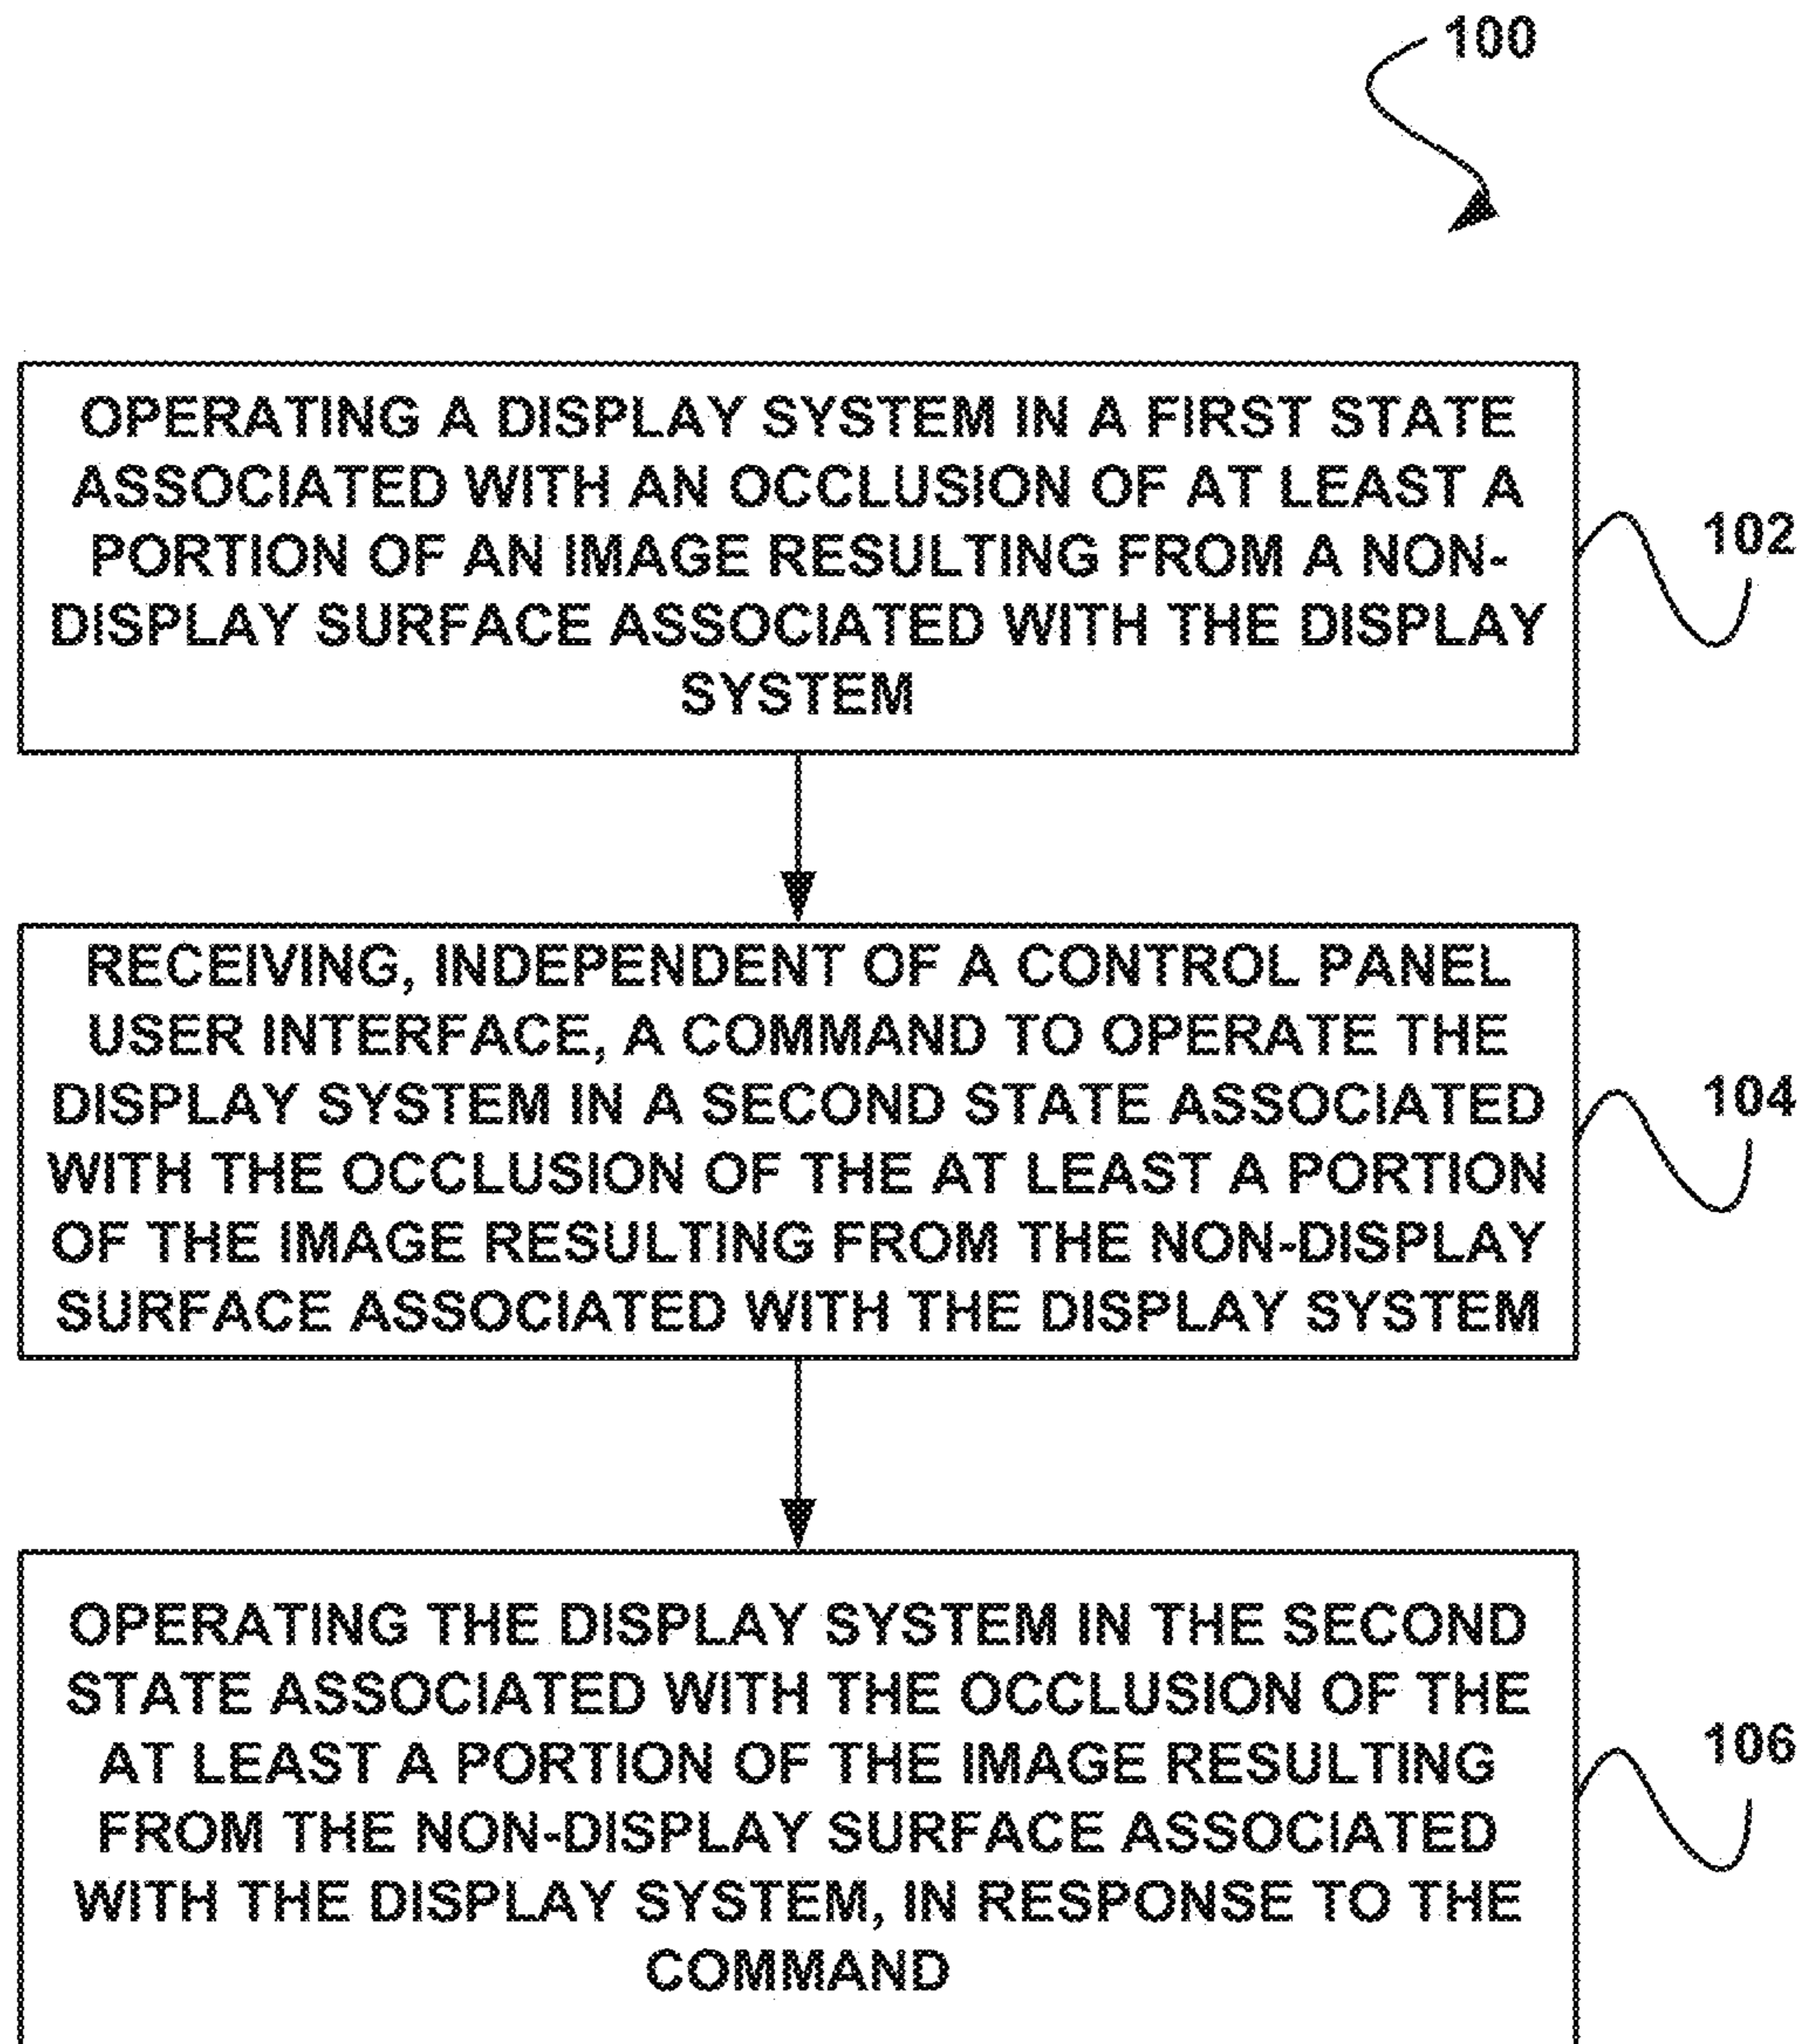 100
OPERATING A DISPLAY SYSTEM IN A FIRST STATE
ASSOCIATED WITH AN OCCLUSION OF AT LEAST A
PORTION OF AN IMAGE RESULTING FROM A NON-
DISPLAY SURFACE ASSOCIATED WITH THE DISPLAY
SYSTEM
102
RECEIVING, INDEPENDENT OF A CONTROL PANEL
USER INTERFACE, A COMMAND TO OPERATE THE
DISPLAY SYSTEM IN A SECOND STATE ASSOCIATED
WITH THE OCCLUSION OF THE AT LEAST A PORTION
OF THE IMAGE RESULTING FROM THE NON-DISPLAY
SURFACE ASSOCIATED WITH THE DISPLAY SYSTEM
104
OPERATING THE DISPLAY SYSTEM IN THE SECOND
STATE ASSOCIATED WITH THE OCCLUSION OF THE
AT LEAST A PORTION OF THE IMAGE RESULTING
FROM THE NON-DISPLAY SURFACE ASSOCIATED
WITH THE DISPLAY SYSTEM, IN RESPONSE TO THE
COMMAND
106